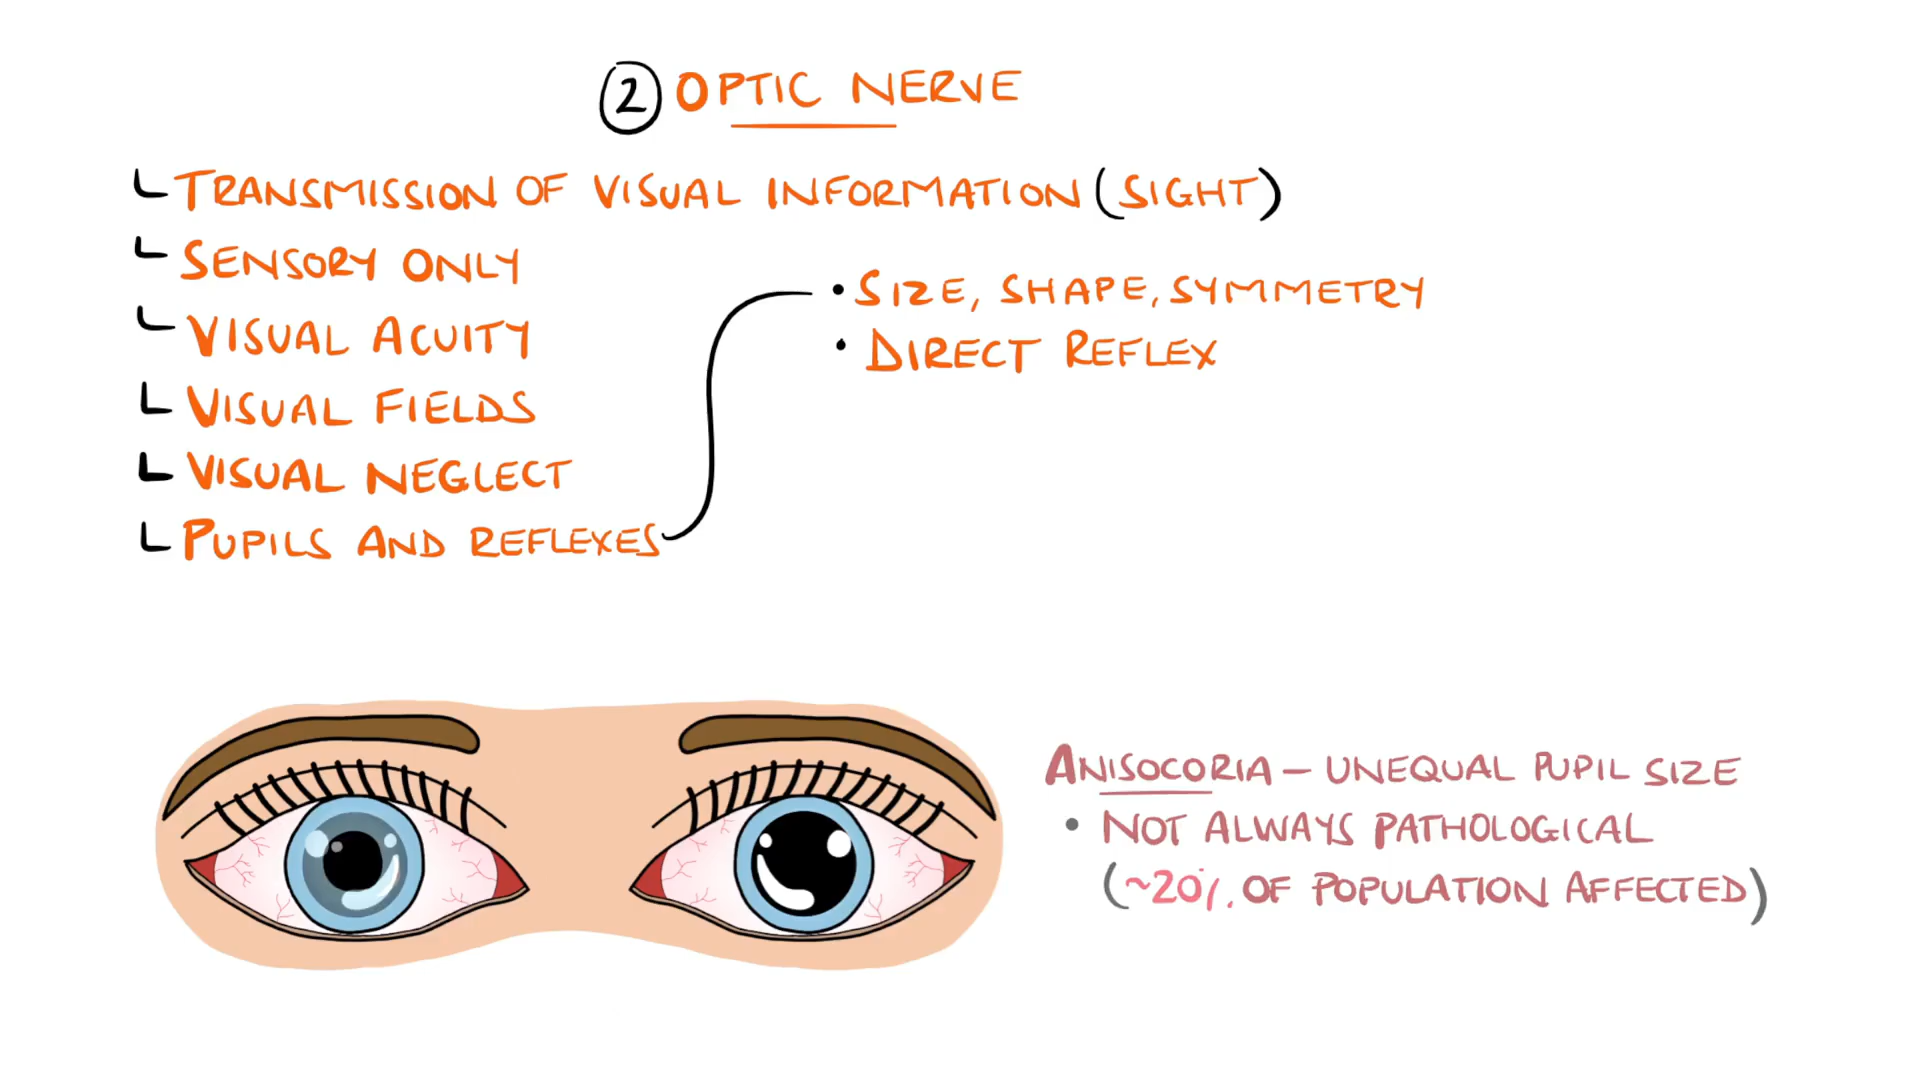 2 OPTIC NERVE
TRANSMISSION OF VISUAL INFORMATION (SIGHT)
SENSORY ONLY
VISUAL ACUITY
VISUAL FIELDS
VISUAL NEGLECT
PUPILS AND REFLEXES
• SIZE, SHAPE, SYMMETRY
• DIRECT REFLEX
ANISOCORIA – UNEQUAL PUPIL SIZE
• NOT ALWAYS PATHOLOGICAL
(~20% OF POPULATION AFFECTED)